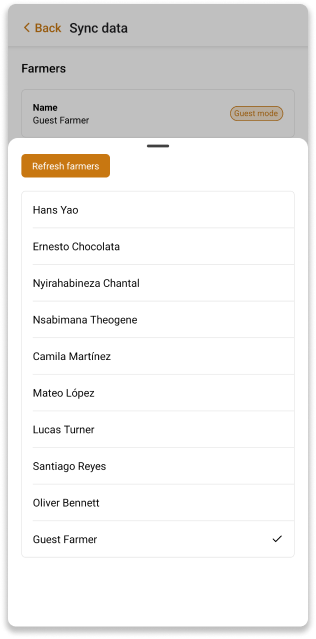 Back Sync data
Farmers
Name
Guest Farmer
Guest mode
Refresh farmers
Hans Yao
Ernesto Chocolata
Nyirahabineza Chantal
Nsabimana Theogene
Camila Martínez
Mateo López
Lucas Turner
Santiago Reyes
Oliver Bennett
Guest Farmer